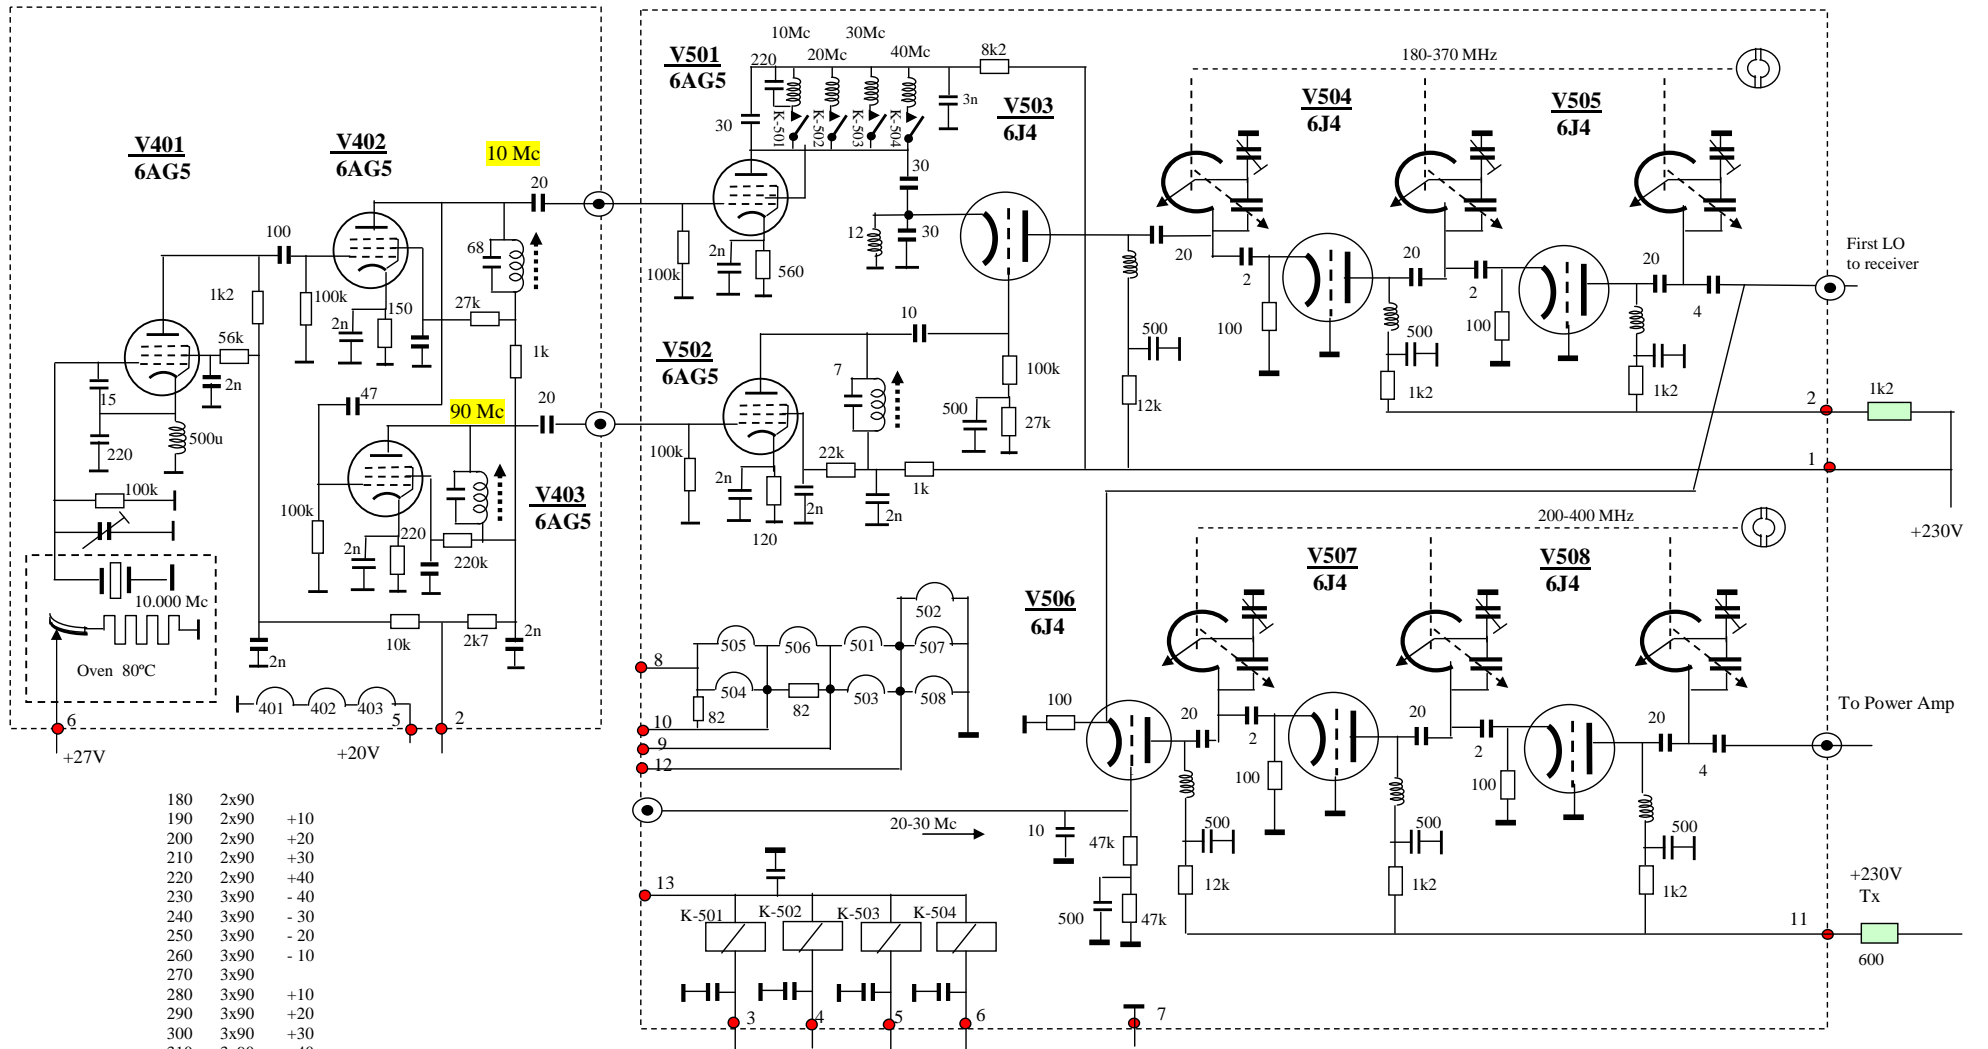 V401
6AG5
V402
6AG5
10 Mc
20
100
68
1k2
100k
2n
150
27k
56k
1k
2n
15
47
90 Mc
20
220
500u
100k
V403
6AG5
100k
220
2n
220k
10.000 Mc
Oven 80ºC
10k
2k7
2n
2n
401
402
403
6
5
2
+27V
+20V
180 2x90
190 2x90 +10
200 2x90 +20
210 2x90 +30
220 2x90 +40
230 3x90 - 40
240 3x90 - 30
250 3x90 - 20
260 3x90 - 10
270 3x90
280 3x90 +10
290 3x90 +20
300 3x90 +30
V501
6AG5
10Mc
20Mc
30Mc
40Mc
220
8k2
3n
K-501
K-502
K-503
K-504
30
V503
6J4
30
12
30
100k
2n
560
10
V502
6AG5
7
100k
500
27k
100k
22k
1k
2n
2n
2n
120
12k
500
180-370 MHz
V504
6J4
V505
6J4
20
2
100
20
500
1k2
2
100
20
4
1k2
First LO
to receiver
2
1k2
1
+230V
200-400 MHz
V506
6J4
V507
6J4
V508
6J4
502
505
506
501
507
504
503
508
82
82
8
10
9
12
100
20
2
100
20
2
100
20
4
To Power Amp
20-30 Mc
10
47k
500
47k
500
12k
500
1k2
500
1k2
+230V
Tx
11
600
13
K-501
K-502
K-503
K-504
3
4
5
6
7